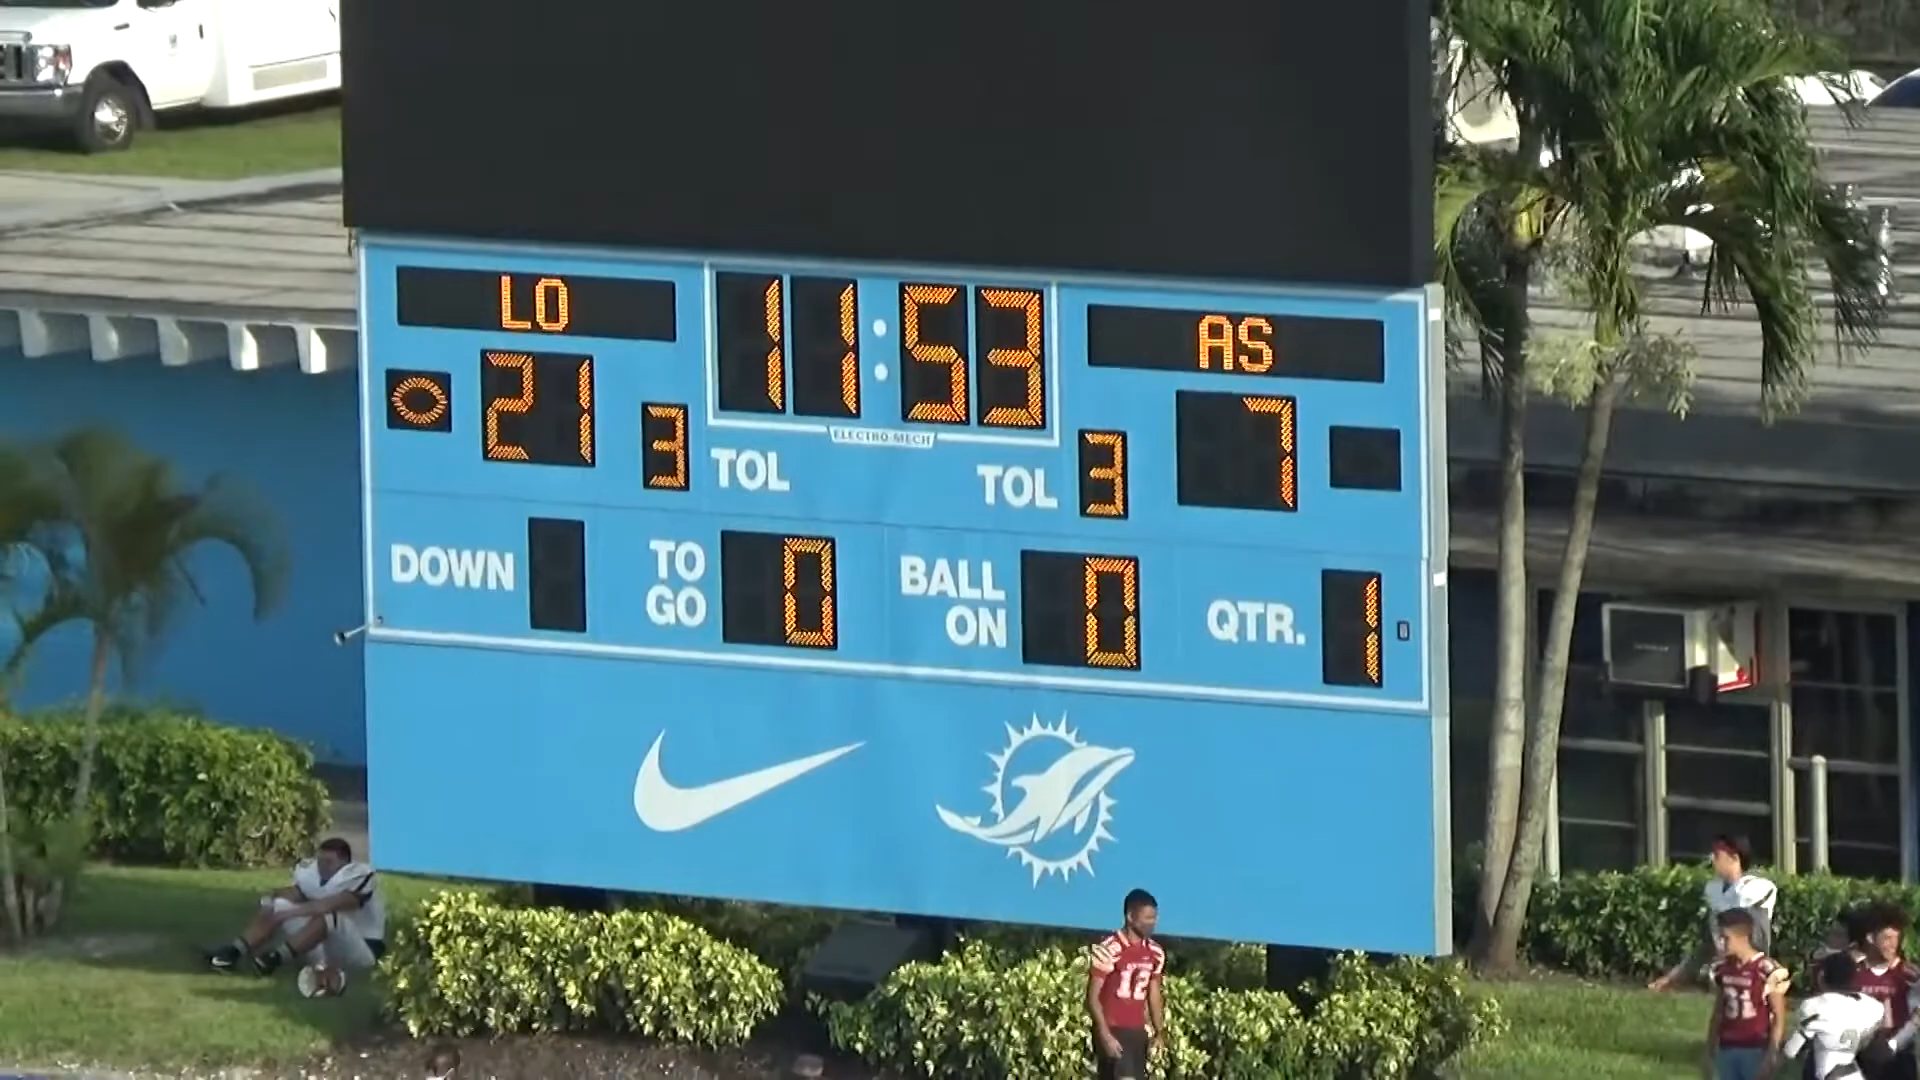 LO
11:53
AS
21
3
TOL
ELECTRO-MECH
TOL
3
7
DOWN
TO GO
0
BALL ON
0
QTR.
1
12
31